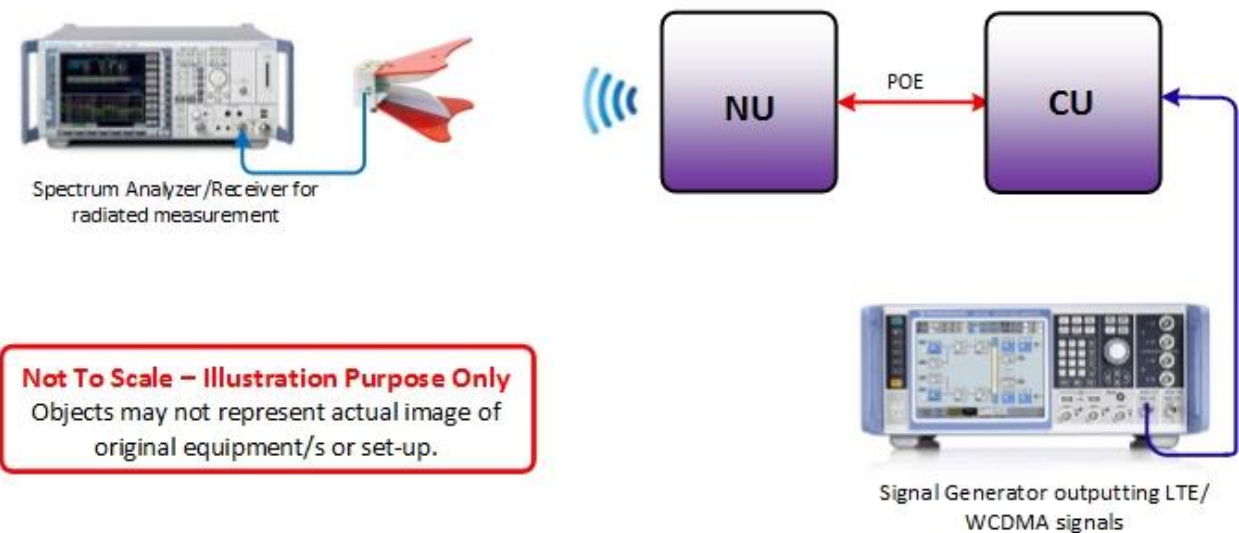 NU
POE
CU
Spectrum Analyzer/Receiver for
radiated measurement
Not To Scale – Illustration Purpose Only
Objects may not represent actual image of
original equipment/s or set-up.
Signal Generator outputting LTE/
WCDMA signals